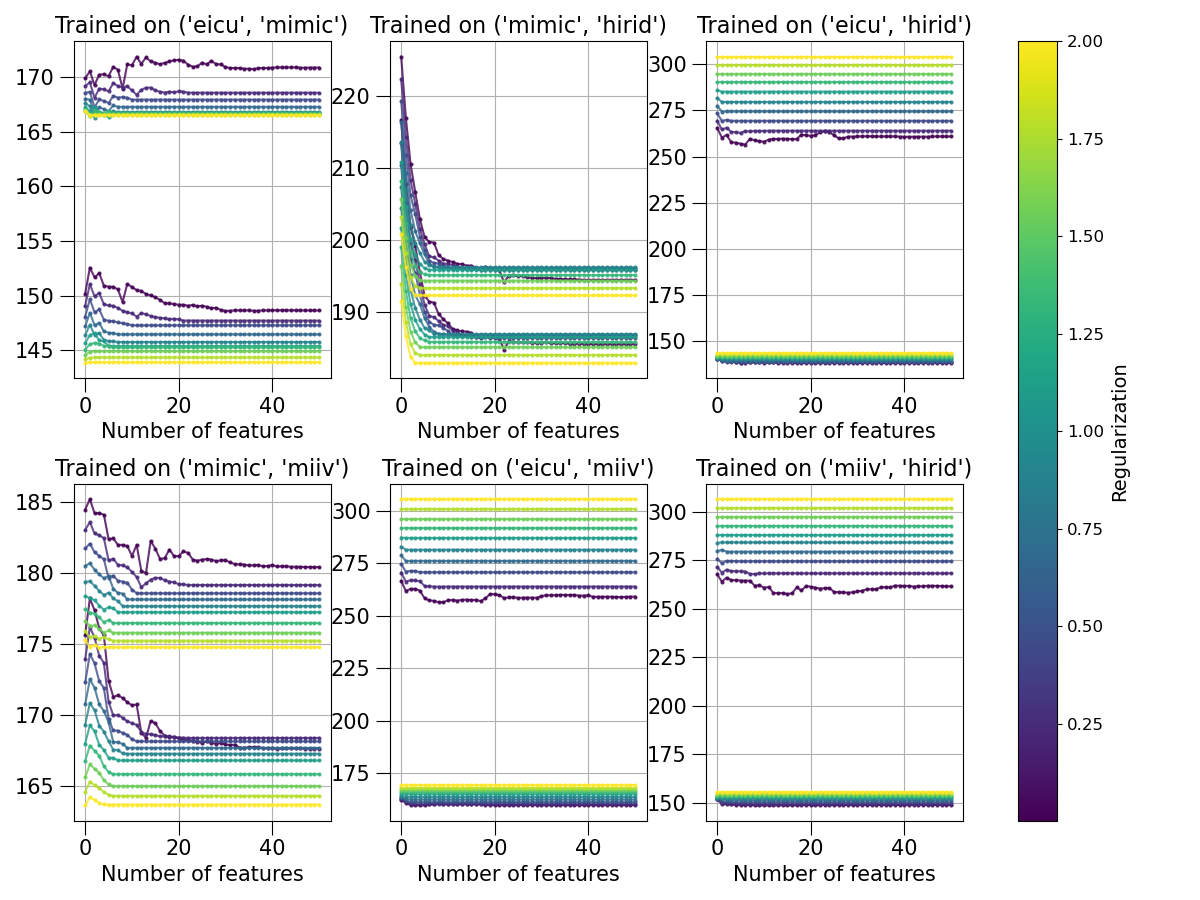 Trained on ('eicu', 'mimic')
170
165
160
155
150
145
0 20 40
Number of features
Trained on ('mimic', 'hirid')
220
210
200
190
0 20 40
Number of features
Trained on ('eicu', 'hirid')
300
275
250
225
200
175
150
0 20 40
Number of features
Trained on ('mimic', 'miiv')
185
180
175
170
165
0 20 40
Number of features
Trained on ('eicu', 'miiv')
300
275
250
225
200
175
0 20 40
Number of features
Trained on ('miiv', 'hirid')
300
275
250
225
200
175
150
0 20 40
Number of features
2.00
1.75
1.50
1.25
1.00
0.75
0.50
0.25
Regularization